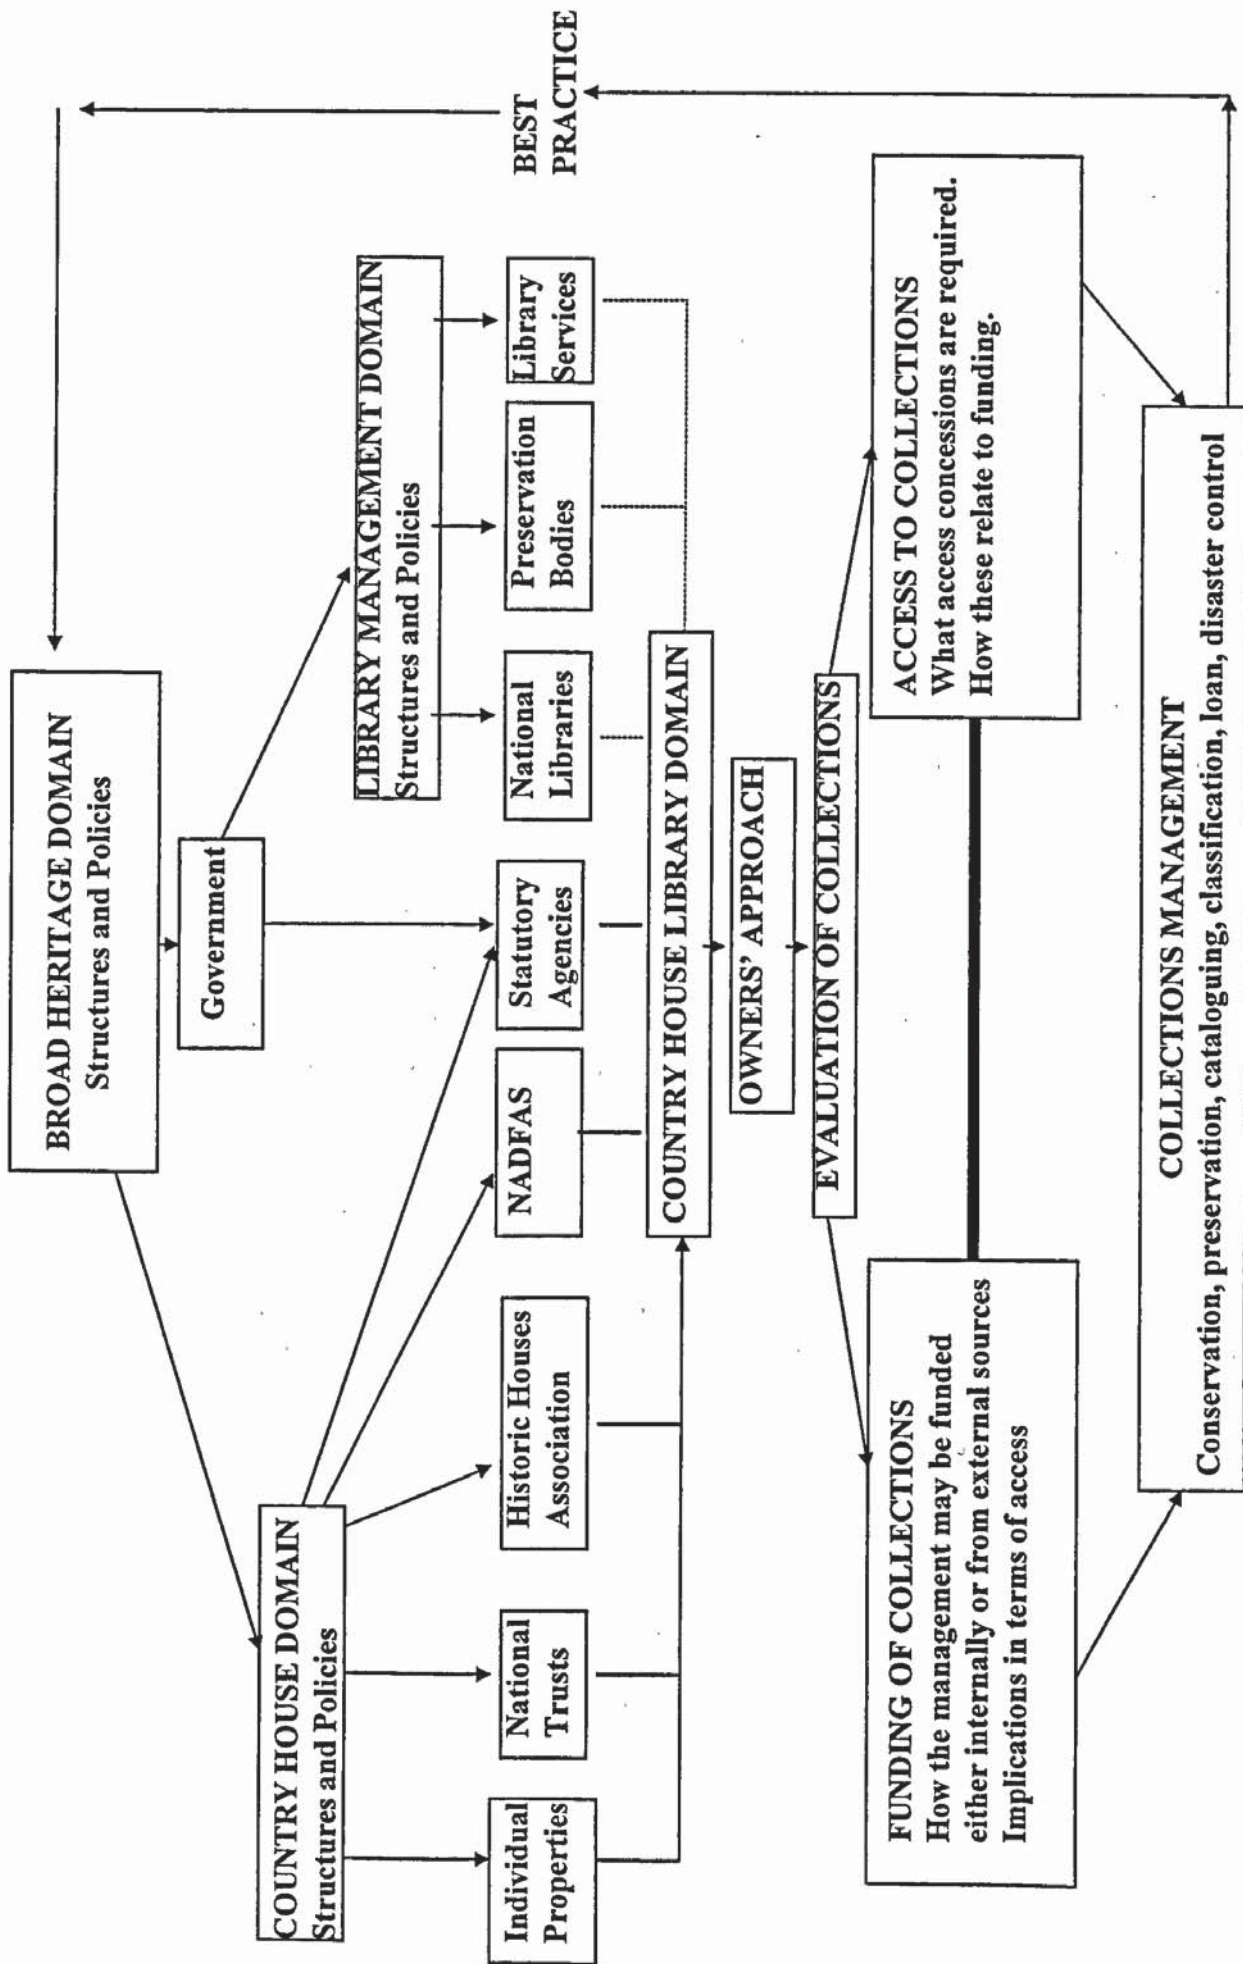 BROAD HERITAGE DOMAIN
Structures and Policies
Government
COUNTRY HOUSE DOMAIN
Structures and Policies
LIBRARY MANAGEMENT DOMAIN
Structures and Policies
Individual
Properties
National
Trusts
Historic Houses
Association
NADFAS
Statutory
Agencies
National
Libraries
Preservation
Bodies
Library
Services
BEST
PRACTICE
COUNTRY HOUSE LIBRARY DOMAIN
OWNERS' APPROACH
EVALUATION OF COLLECTIONS
FUNDING OF COLLECTIONS
How the management may be funded
either internally or from external sources
Implications in terms of access
ACCESS TO COLLECTIONS
What access concessions are required.
How these relate to funding.
COLLECTIONS MANAGEMENT
Conservation, preservation, cataloguing, classification, loan, disaster control